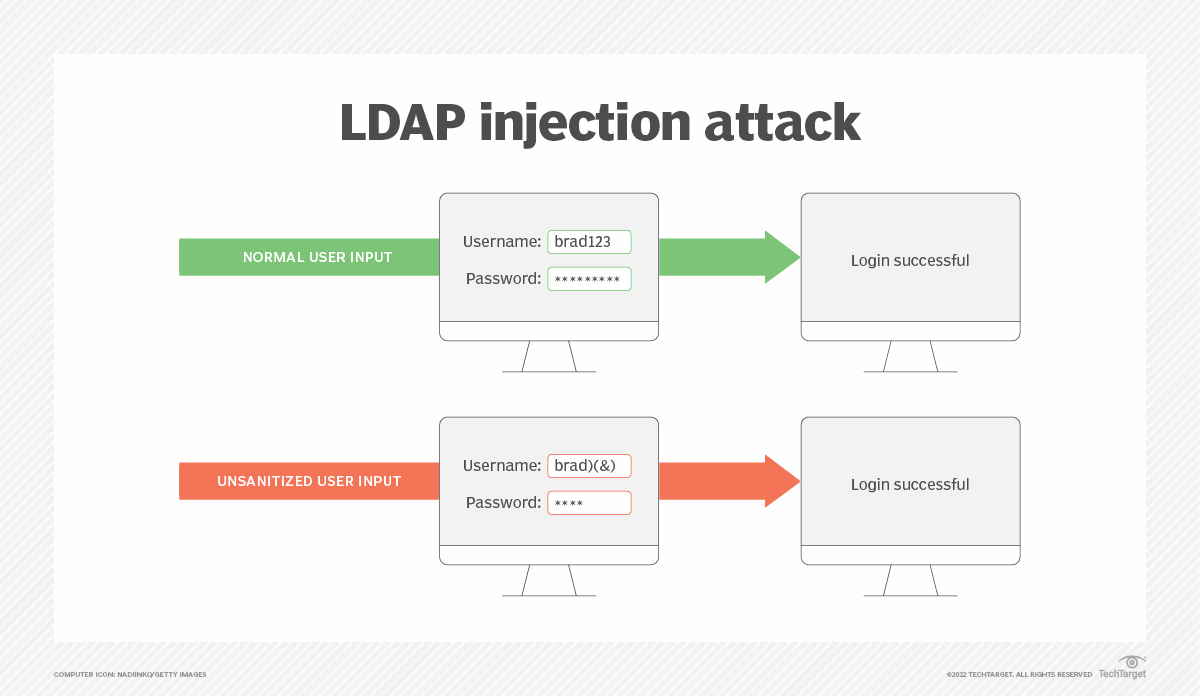 LDAP injection attack
NORMAL USER INPUT
Username: brad123
Password: *********
Login successful
UNSANITIZED USER INPUT
Username: brad)(&)
Password: ****
Login successful
COMPUTER ICON: NADIINKO/GETTY IMAGES
©2022 TECHTARGET. ALL RIGHTS RESERVED TechTarget